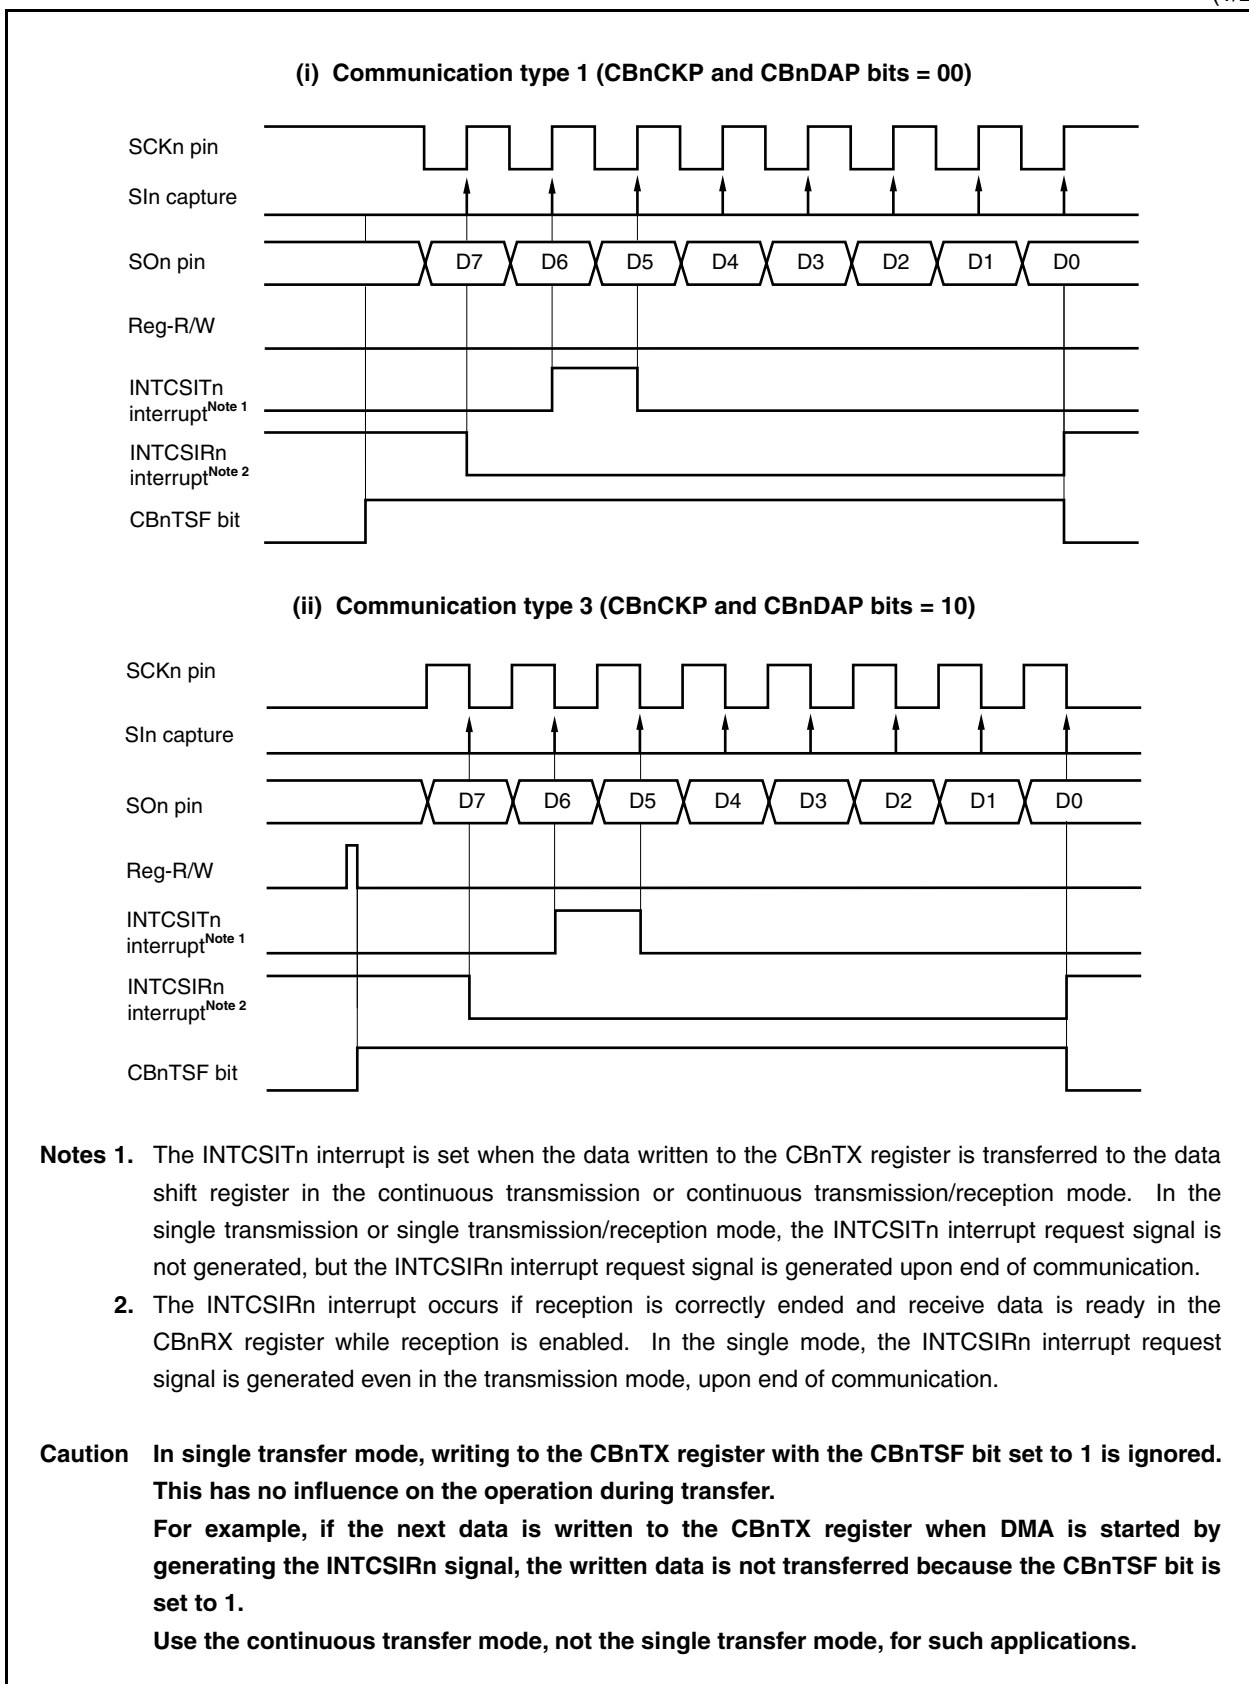 (i) Communication type 1 (CBnCKP and CBnDAP bits = 00)
SCKn pin
SIn capture
SOn pin
D7 D6 D5 D4 D3 D2 D1 D0
Reg-R/W
INTCSITn
interrupt Note 1
INTCSIRn
interrupt Note 2
CBnTSF bit
(ii) Communication type 3 (CBnCKP and CBnDAP bits = 10)
SCKn pin
SIn capture
SOn pin
D7 D6 D5 D4 D3 D2 D1 D0
Reg-R/W
INTCSITn
interrupt Note 1
INTCSIRn
interrupt Note 2
CBnTSF bit
Notes 1. The INTCSITn interrupt is set when the data written to the CBnTX register is transferred to the data
shift register in the continuous transmission or continuous transmission/reception mode. In the
single transmission or single transmission/reception mode, the INTCSITn interrupt request signal is
not generated, but the INTCSIRn interrupt request signal is generated upon end of communication.
2. The INTCSIRn interrupt occurs if reception is correctly ended and receive data is ready in the
CBnRX register while reception is enabled. In the single mode, the INTCSIRn interrupt request
signal is generated even in the transmission mode, upon end of communication.
Caution In single transfer mode, writing to the CBnTX register with the CBnTSF bit set to 1 is ignored.
This has no influence on the operation during transfer.
For example, if the next data is written to the CBnTX register when DMA is started by
generating the INTCSIRn signal, the written data is not transferred because the CBnTSF bit is
set to 1.
Use the continuous transfer mode, not the single transfer mode, for such applications.